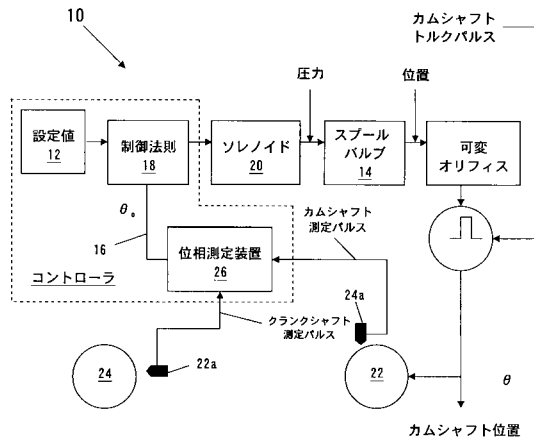 10
カムシャフト
トルクパルス
圧力
位置
設定値
12
制御法則
18
ソレノイド
20
スプール
バルブ
14
可変
オリフィス
θ₀
16
カムシャフト
測定パルス
位相測定装置
26
コントローラ
24a
クランクシャフト
測定パルス
24
22a
22
θ
カムシャフト位置